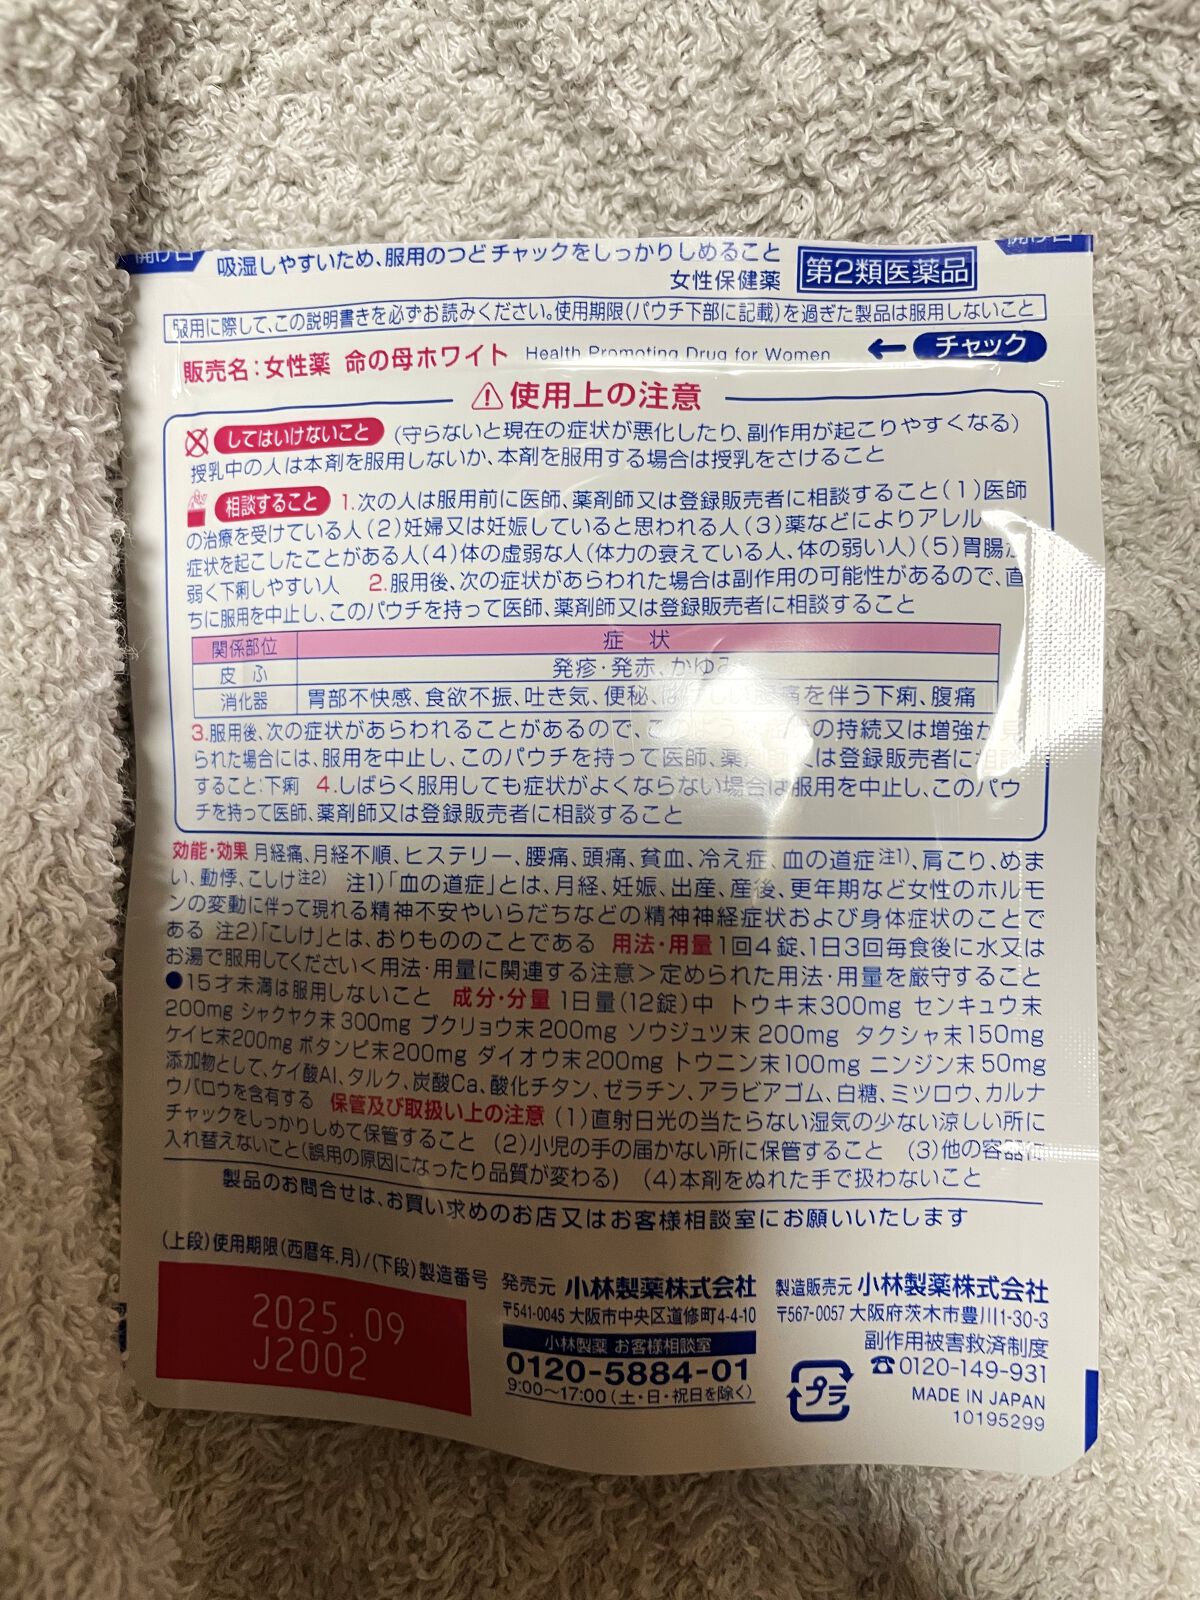 開け口
開け口
吸湿しやすいため、服用のつどチャックをしっかりしめること
女性保健薬
第2類医薬品
服用に際して、この説明書きを必ずお読みください。使用期限(パウチ下部に記載)を過ぎた製品は服用しないこと
販売名:女性薬 命の母ホワイト Health Promoting Drug for Women
← チャック
使用上の注意
してはいけないこと (守らないと現在の症状が悪化したり、副作用が起こりやすくなる)
授乳中の人は本剤を服用しないか、本剤を服用する場合は授乳をさけること
相談すること 1.次の人は服用前に医師、薬剤師又は登録販売者に相談すること(1)医師
の治療を受けている人(2)妊婦又は妊娠していると思われる人(3)薬などによりアレル
症状を起こしたことがある人(4)体の虚弱な人(体力の衰えている人、体の弱い人)(5)胃腸
弱く下痢しやすい人 2.服用後、次の症状があらわれた場合は副作用の可能性があるので、直
ちに服用を中止し、このパウチを持って医師、薬剤師又は登録販売者に相談すること
関係部位 症状
皮ふ 発疹・発赤、かゆみ
消化器 胃部不快感、食欲不振、吐き気、便秘、を伴う下痢、腹痛
3.服用後、次の症状があらわれることがあるので、こ の持続又は増強が見
られた場合には、服用を中止し、このパウチを持って医師、薬 又は登録販売者に相談
すること:下痢 4.しばらく服用しても症状がよくならない場合は服用を中止し、このパウ
チを持って医師、薬剤師又は登録販売者に相談すること
効能・効果 月経痛、月経不順、ヒステリー、腰痛、頭痛、貧血、冷え症、血の道症注1)、肩こり、めま
い、動悸、こしけ注2) 注1)「血の道症」とは、月経、妊娠、出産、産後、更年期など女性のホルモ
ンの変動に伴って現れる精神不安やいらだちなどの精神神経症状および身体症状のことで
ある 注2)「こしけ」とは、おりもののことである 用法・用量 1回4錠、1日3回毎食後に水又は
お湯で服用してください<用法・用量に関連する注意>定められた用法・用量を厳守すること
●15才未満は服用しないこと 成分・分量 1日量(12錠)中 トウキ末300mg センキュウ末
200mg シャクヤク末300mg ブクリョウ末200mg ソウジュツ末200mg タクシャ末150mg
ケイヒ末200mg ボタンピ末200mg ダイオウ末200mg トウニン末100mg ニンジン末50mg
添加物として、ケイ酸Al、タルク、炭酸Ca、酸化チタン、ゼラチン、アラビアゴム、白糖、ミツロウ、カルナ
ウバロウを含有する 保管及び取扱い上の注意 (1)直射日光の当たらない湿気の少ない涼しい所に
チャックをしっかりしめて保管すること (2)小児の手の届かない所に保管すること (3)他の容器に
入れ替えないこと(誤用の原因になったり品質が変わる) (4)本剤をぬれた手で扱わないこと
製品のお問合せは、お買い求めのお店又はお客様相談室にお願いいたします
(上段)使用期限(西暦年.月)/(下段)製造番号
2025.09
J2002
発売元 小林製薬株式会社
〒541-0045 大阪市中央区道修町4-4-10
小林製薬 お客様相談室
0120-5884-01
9:00~17:00(土・日・祝日を除く)
製造販売元 小林製薬株式会社
〒567-0057 大阪府茨木市豊川1-30-3
副作用被害救済制度
☎0120-149-931
プラ
MADE IN JAPAN
10195299